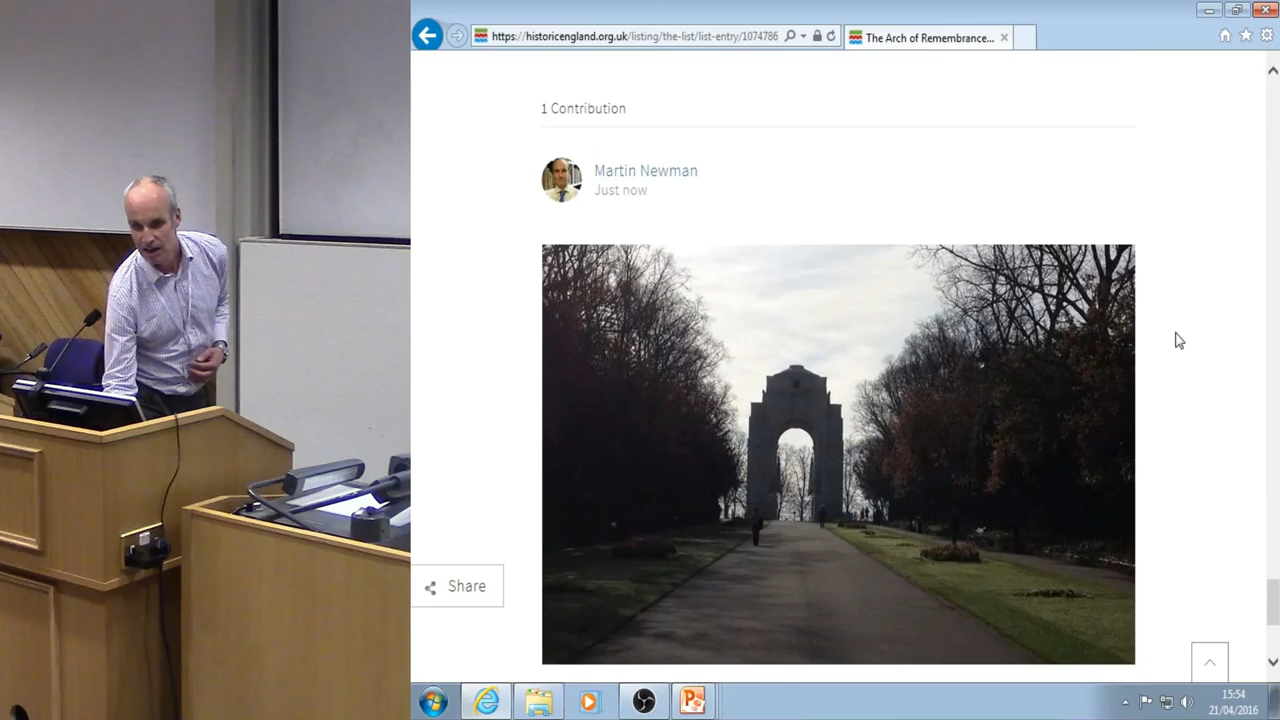 https://historicengland.org.uk/listing/the-list/list-entry/1074786
The Arch of Remembrance...
1 Contribution
Martin Newman
Just now
Share
15:54
21/04/2016